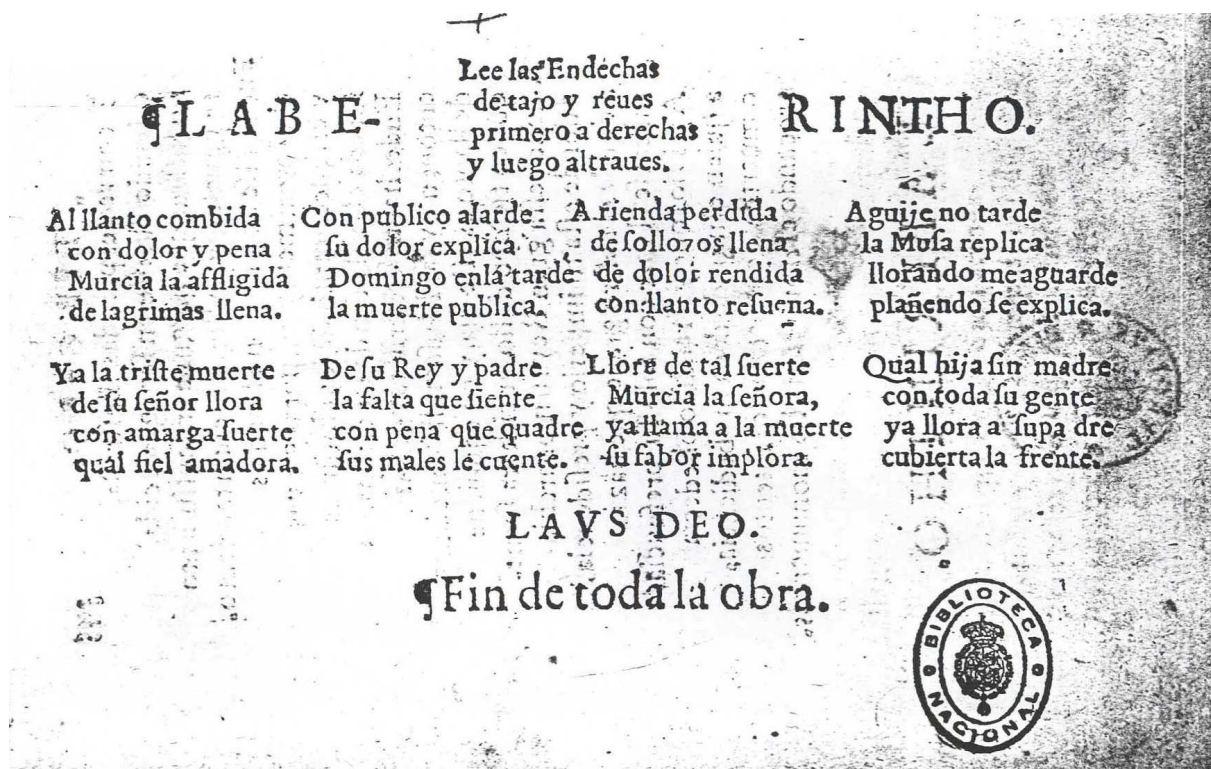 Lee las Endechas
de tajo y reues
primero a derechas
y luego altraues.
¶LABE-
RINTHO.
Al llanto combida
con dolor y pena
Murcia la affligida
de lagrimas llena.
Con publico alarde
su dolor explica
Domingo enla tarde
la muerte publica.
A rienda perdida
de sollozos llena
de dolor rendida
con llanto resuena.
Aguije no tarde
la Musa replica
llorando meaguarde
plañendo se explica.
Ya la triste muerte
de su señor llora
con amarga suerte
qual fiel amadora.
De su Rey y padre
la falta que siente
con pena que quadre
sus males le cuente.
Llore de tal suerte
Murcia la señora,
ya llama a la muerte
su fabor implora.
Qual hija sin madre
con toda su gente
ya llora a supa dre
cubierta la frente.
LAVS DEO.
¶Fin de toda la obra.
BIBLIOTECA NACIONAL